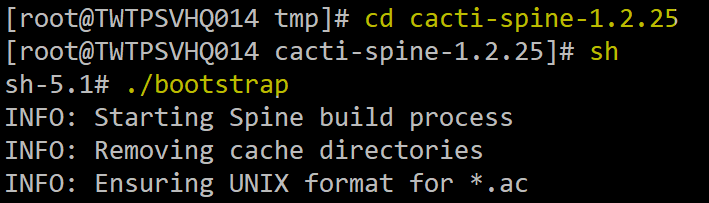 [root@TWTPSVHQ014 tmp]# cd cacti-spine-1.2.25
[root@TWTPSVHQ014 cacti-spine-1.2.25]# sh
sh-5.1# ./bootstrap
INFO: Starting Spine build process
INFO: Removing cache directories
INFO: Ensuring UNIX format for *.ac